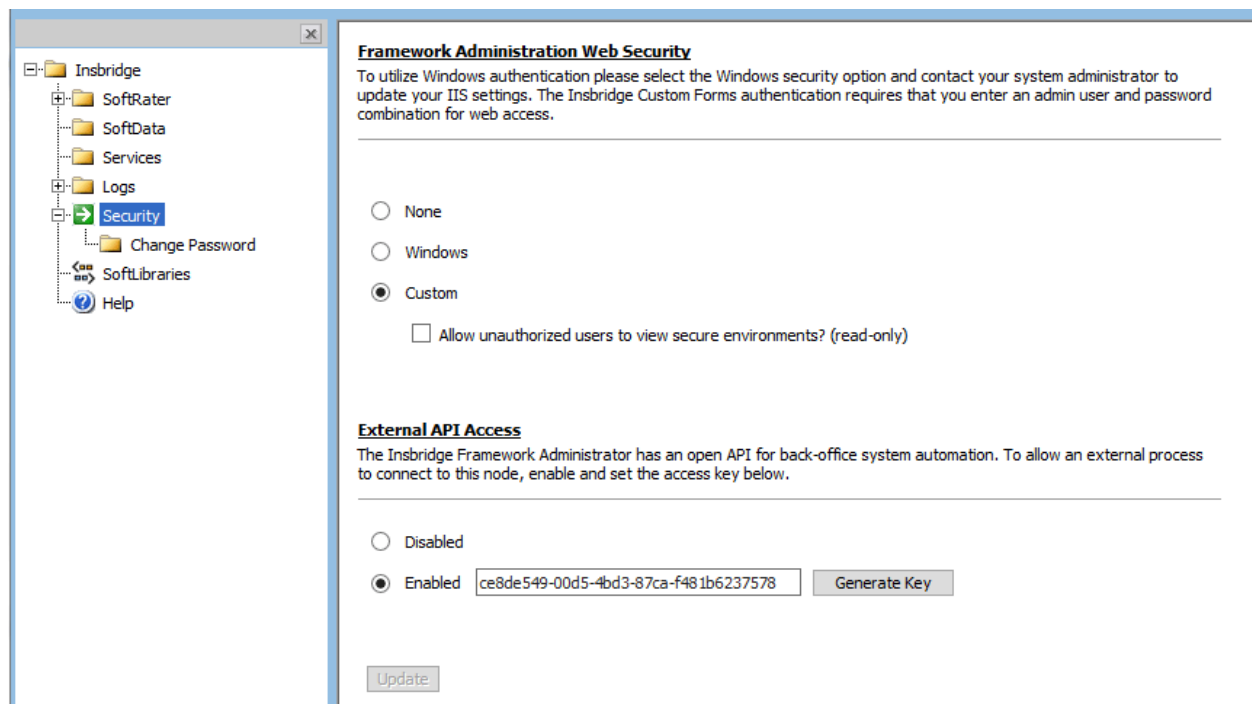 Insbridge
SoftRater
SoftData
Services
Logs
Security
Change Password
SoftLibraries
Help
Framework Administration Web Security
To utilize Windows authentication please select the Windows security option and contact your system administrator to
update your IIS settings. The Insbridge Custom Forms authentication requires that you enter an admin user and password
combination for web access.
None
Windows
Custom
Allow unauthorized users to view secure environments? (read-only)
External API Access
The Insbridge Framework Administrator has an open API for back-office system automation. To allow an external process
to connect to this node, enable and set the access key below.
Disabled
Enabled ce8de549-00d5-4bd3-87ca-f481b6237578 Generate Key
Update